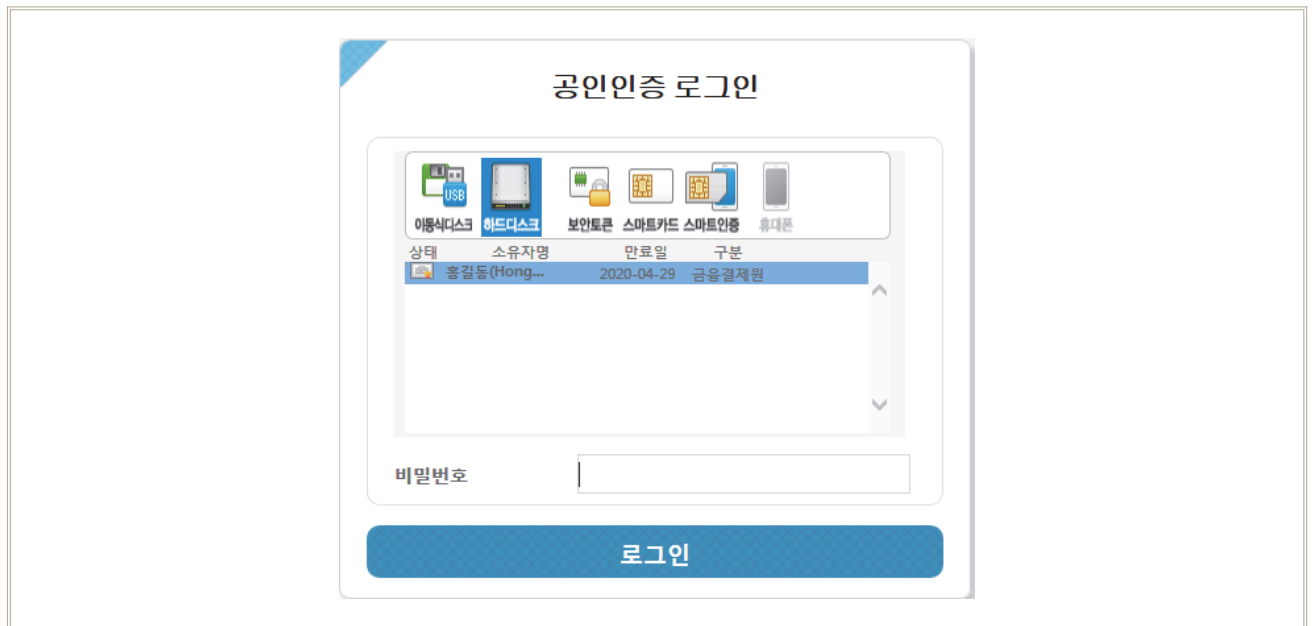 공인인증 로그인
USB
이동식디스크 하드디스크 보안토큰 스마트카드 스마트인증 휴대폰
상태 소유자명 만료일 구분
홍길동(Hong... 2020-04-29 금융결제원
비밀번호
로그인